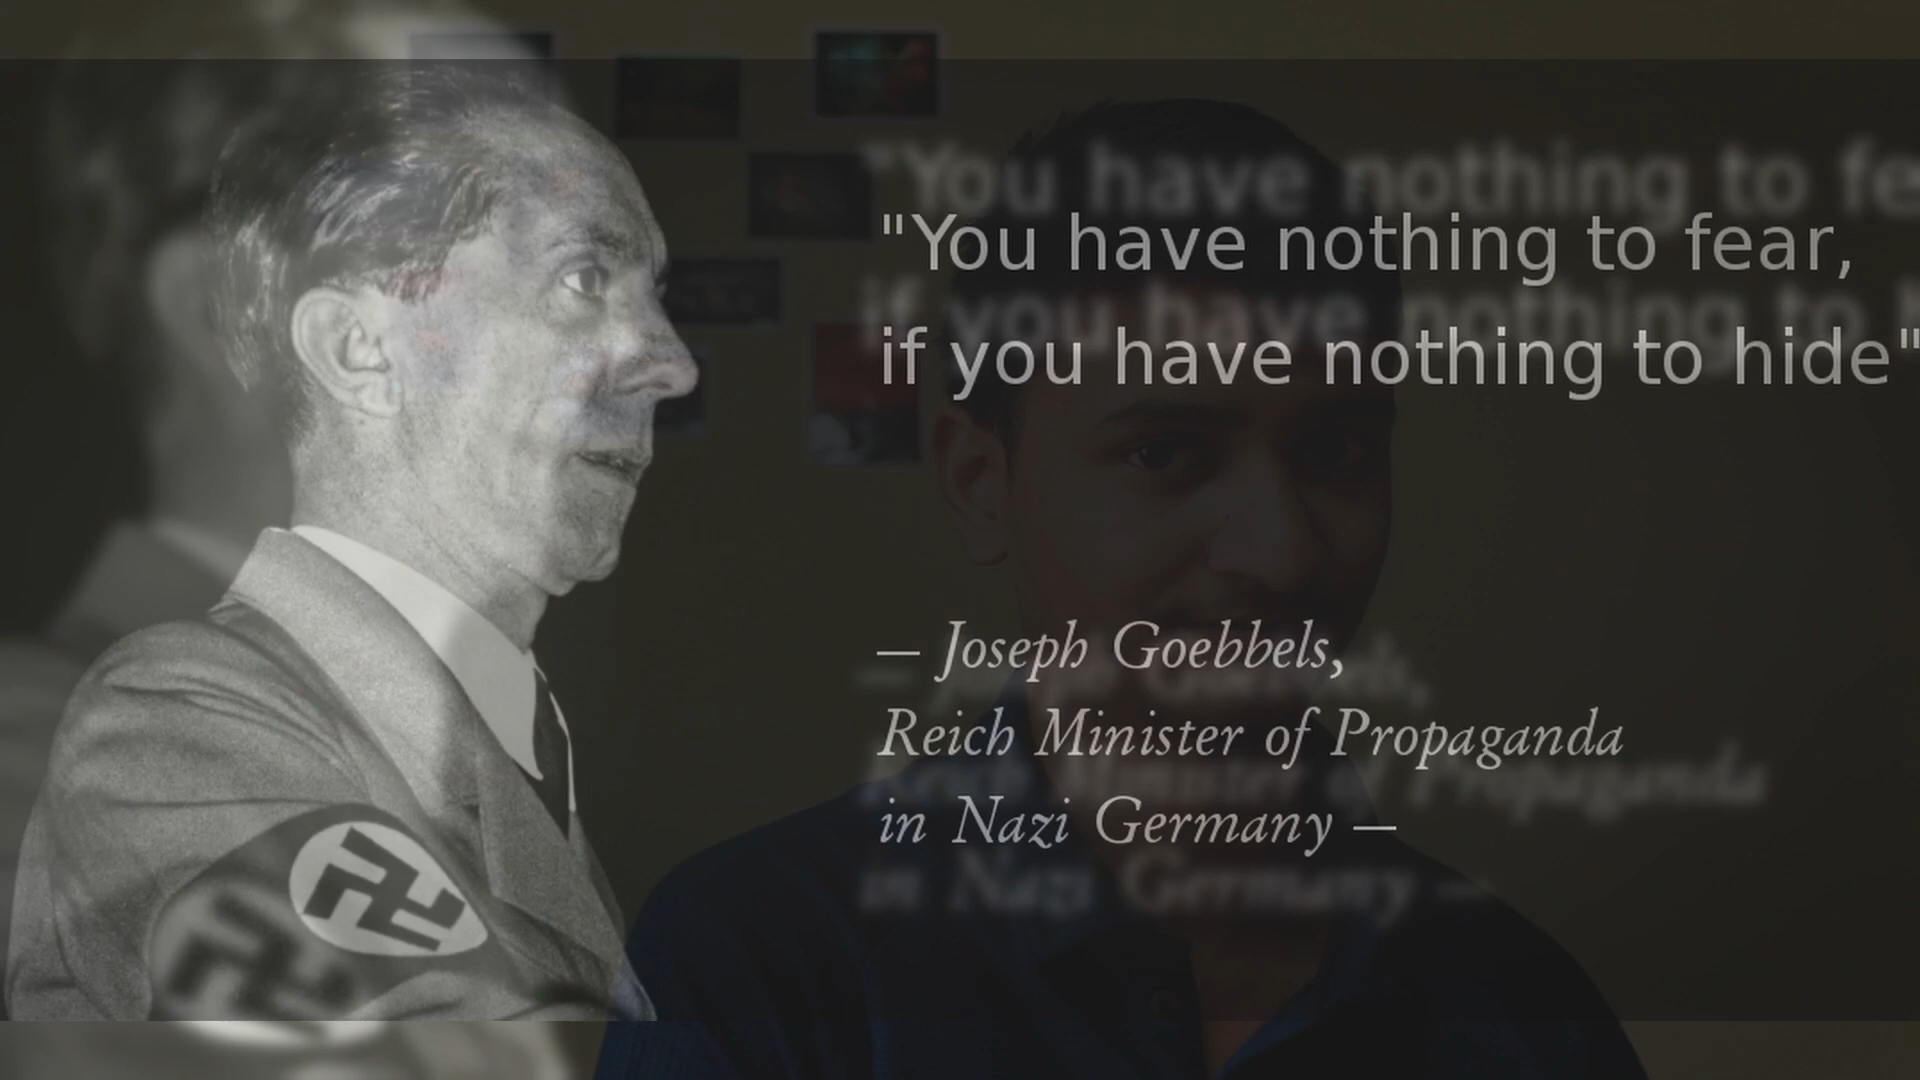 "You have nothing to fear,
if you have nothing to hide"
— Joseph Goebbels,
Reich Minister of Propaganda
in Nazi Germany —